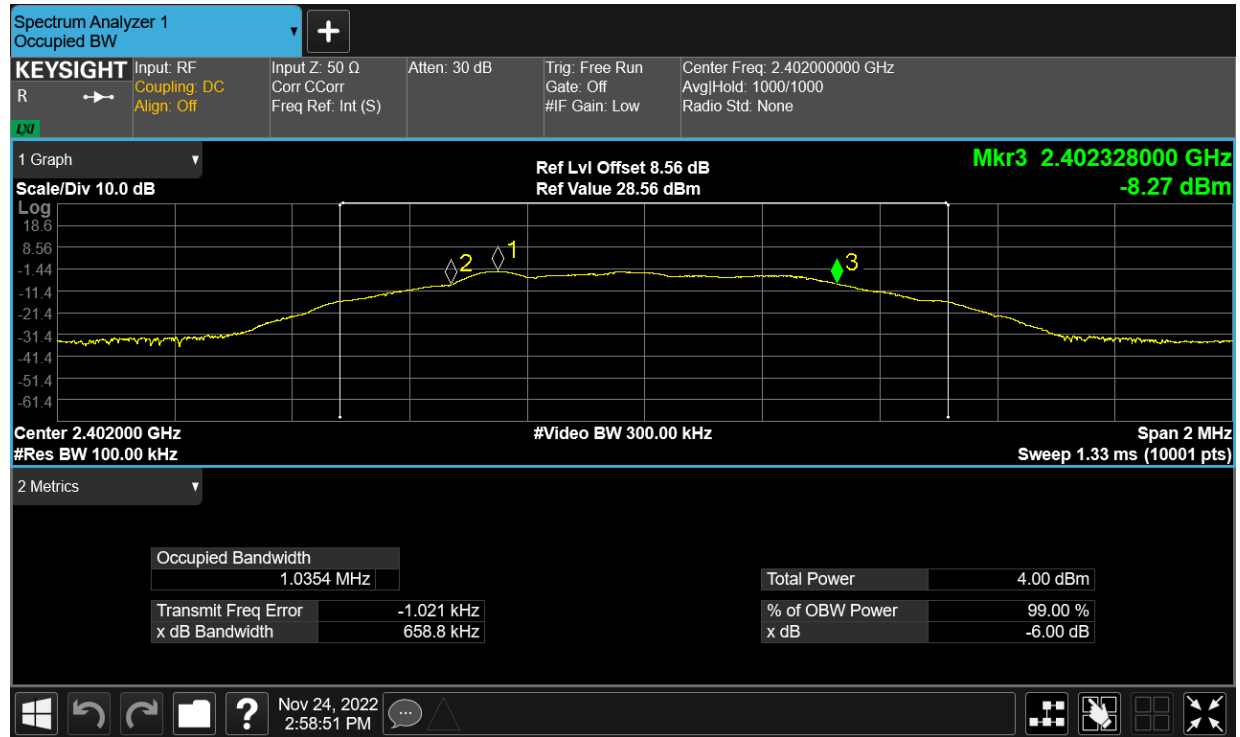 Spectrum Analyzer 1
Occupied BW
KEYSIGHT
R
LXI
Input: RF
Coupling: DC
Align: Off
Input Z: 50 Ω
Corr CCorr
Freq Ref: Int (S)
Atten: 30 dB
Trig: Free Run
Gate: Off
#IF Gain: Low
Center Freq: 2.402000000 GHz
Avg|Hold: 1000/1000
Radio Std: None
1 Graph
Scale/Div 10.0 dB
Ref Lvl Offset 8.56 dB
Ref Value 28.56 dBm
Mkr3 2.402328000 GHz
-8.27 dBm
Log
18.6
8.56
-1.44
-11.4
-21.4
-31.4
-41.4
-51.4
-61.4
2
1
3
Center 2.402000 GHz
#Res BW 100.00 kHz
#Video BW 300.00 kHz
Span 2 MHz
Sweep 1.33 ms (10001 pts)
2 Metrics
Occupied Bandwidth
1.0354 MHz
Transmit Freq Error -1.021 kHz
x dB Bandwidth 658.8 kHz
Total Power 4.00 dBm
% of OBW Power 99.00 %
x dB -6.00 dB
?
Nov 24, 2022
2:58:51 PM